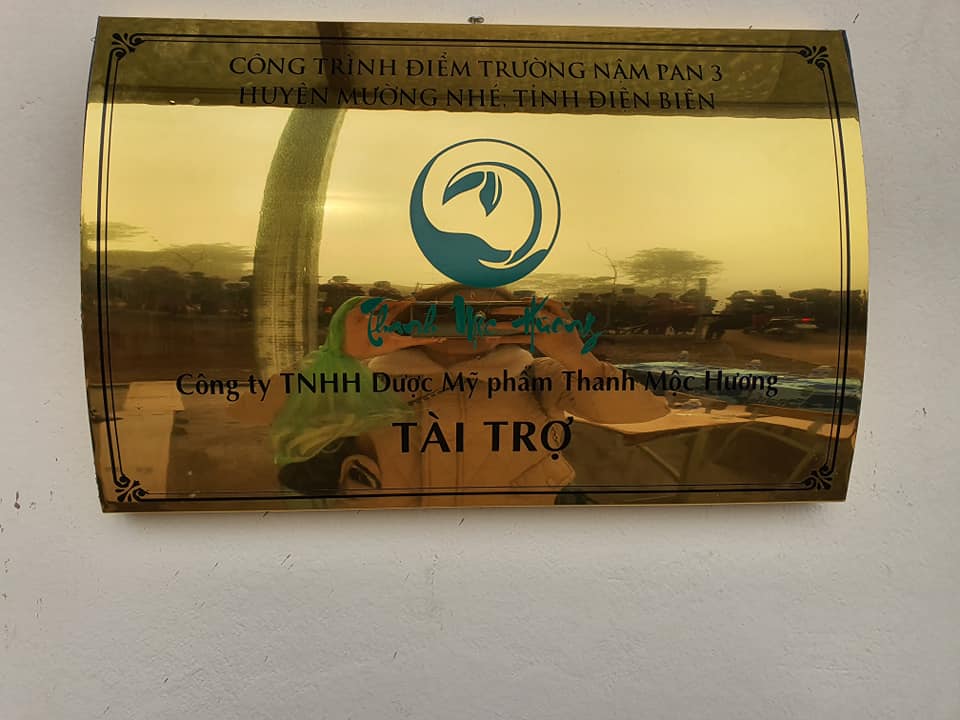 CÔNG TRÌNH ĐIỂM TRƯỜNG NẬM PAN 3
HUYỆN MƯỜNG NHÉ, TỈNH ĐIỆN BIÊN
Thanh Mộc Hương
Công ty TNHH Dược Mỹ phẩm Thanh Mộc Hương
TÀI TRỢ